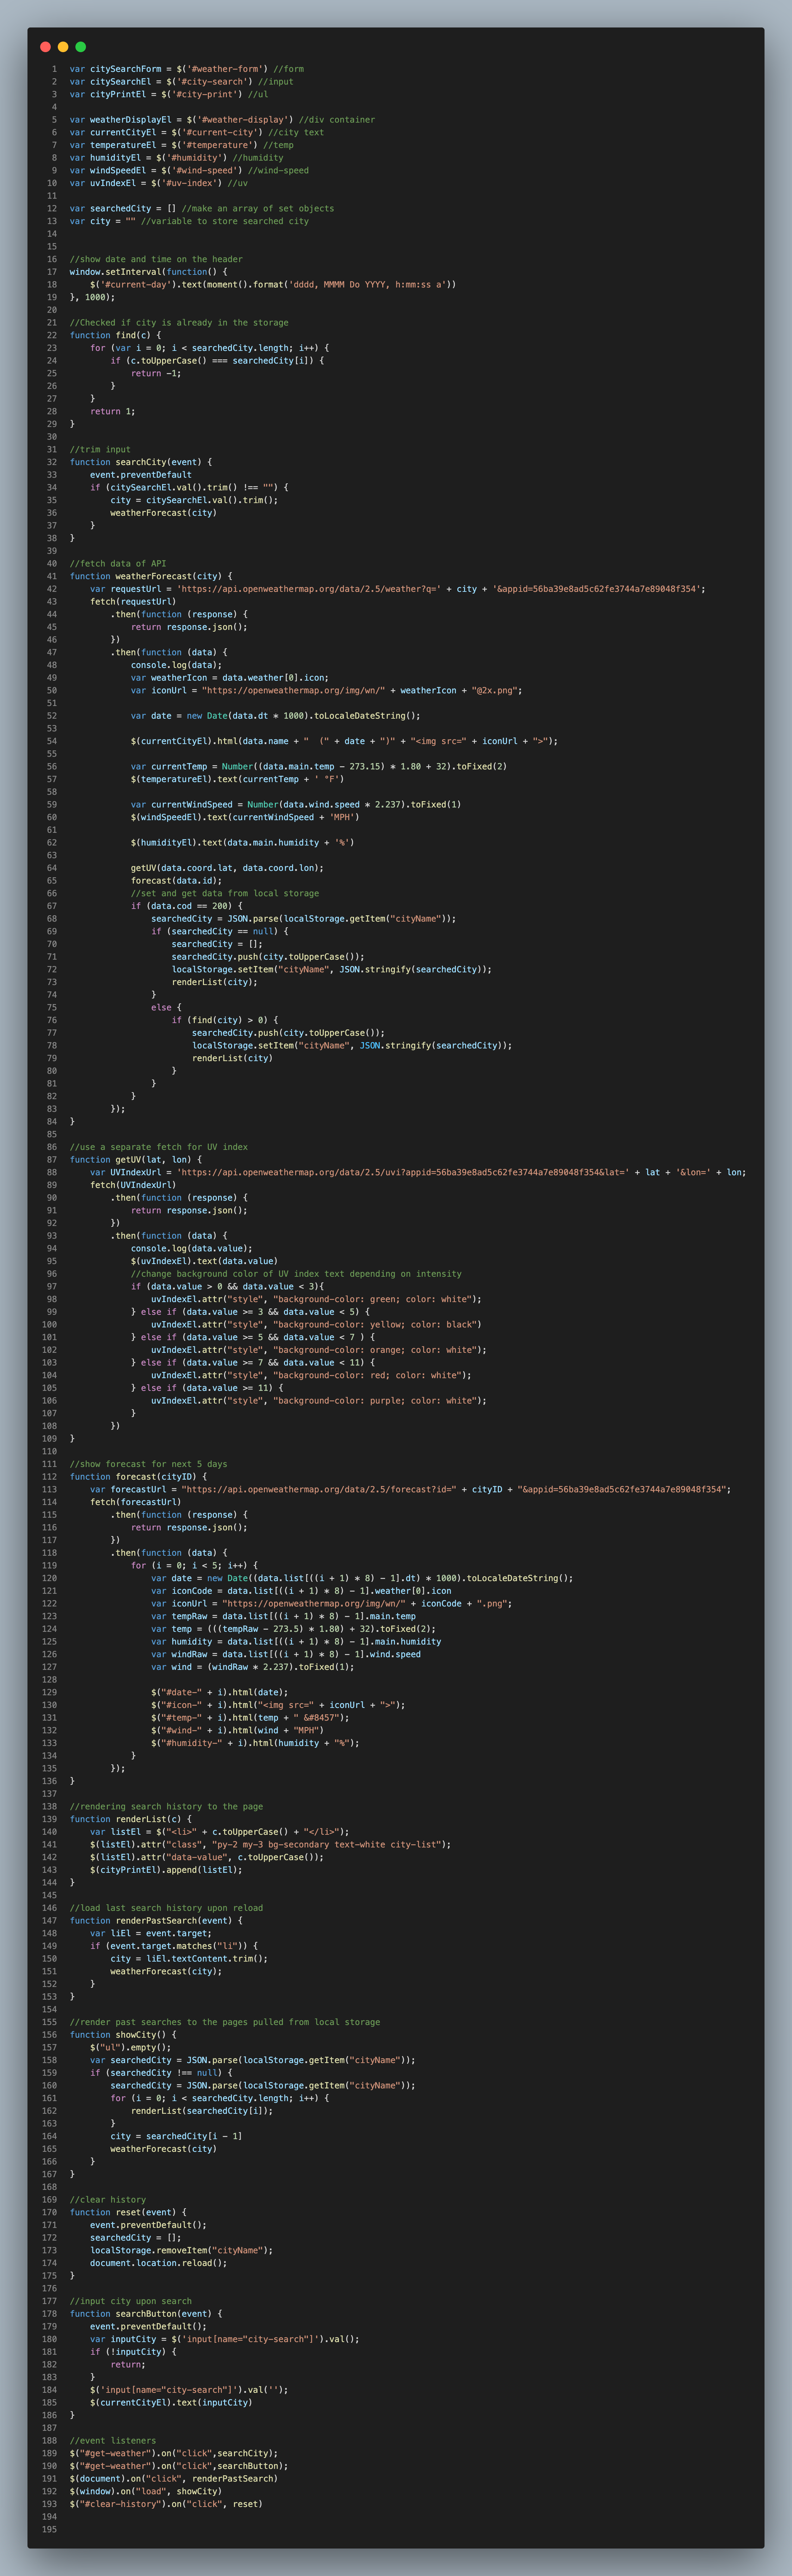 1 var citySearchForm = $('#weather-form') //form
2 var citySearchEl = $('#city-search') //input
3 var cityPrintEl = $('#city-print') //ul
4
5 var weatherDisplayEl = $('#weather-display') //div container
6 var currentCityEl = $('#current-city') //city text
7 var temperatureEl = $('#temperature') //temp
8 var humidityEl = $('#humidity') //humidity
9 var windSpeedEl = $('#wind-speed') //wind-speed
10 var uvIndexEl = $('#uv-index') //uv
11
12 var searchedCity = [] //make an array of set objects
13 var city = "" //variable to store searched city
14
15
16 //show date and time on the header
17 window.setInterval(function() {
18     $('#current-day').text(moment().format('dddd, MMMM Do YYYY, h:mm:ss a'))
19 }, 1000);
20
21 //Checked if city is already in the storage
22 function find(c) {
23     for (var i = 0; i < searchedCity.length; i++) {
24         if (c.toUpperCase() === searchedCity[i]) {
25             return -1;
26         }
27     }
28     return 1;
29 }
30
31 //trim input
32 function searchCity(event) {
33     event.preventDefault
34     if (citySearchEl.val().trim() !== "") {
35         city = citySearchEl.val().trim();
36         weatherForecast(city)
37     }
38 }
39
40 //fetch data of API
41 function weatherForecast(city) {
42     var requestUrl = 'https://api.openweathermap.org/data/2.5/weather?q=' + city + '&appid=56ba39e8ad5c62fe3744a7e89048f354';
43     fetch(requestUrl)
44         .then(function (response) {
45             return response.json();
46         })
47         .then(function (data) {
48             console.log(data);
49             var weatherIcon = data.weather[0].icon;
50             var iconUrl = "https://openweathermap.org/img/wn/" + weatherIcon + "@2x.png";
51
52             var date = new Date(data.dt * 1000).toLocaleDateString();
53
54             $(currentCityEl).html(data.name + "  (" + date + ")" + "<img src=" + iconUrl + ">");
55
56             var currentTemp = Number((data.main.temp - 273.15) * 1.80 + 32).toFixed(2)
57             $(temperatureEl).text(currentTemp + ' °F')
58
59             var currentWindSpeed = Number(data.wind.speed * 2.237).toFixed(1)
60             $(windSpeedEl).text(currentWindSpeed + 'MPH')
61
62             $(humidityEl).text(data.main.humidity + '%')
63
64             getUV(data.coord.lat, data.coord.lon);
65             forecast(data.id);
66             //set and get data from local storage
67             if (data.cod == 200) {
68                 searchedCity = JSON.parse(localStorage.getItem("cityName"));
69                 if (searchedCity == null) {
70                     searchedCity = [];
71                     searchedCity.push(city.toUpperCase());
72                     localStorage.setItem("cityName", JSON.stringify(searchedCity));
73                     renderList(city);
74                 }
75                 else {
76                     if (find(city) > 0) {
77                         searchedCity.push(city.toUpperCase());
78                         localStorage.setItem("cityName", JSON.stringify(searchedCity));
79                         renderList(city)
80                     }
81                 }
82             }
83         });
84 }
85
86 //use a separate fetch for UV index
87 function getUV(lat, lon) {
88     var UVIndexUrl = 'https://api.openweathermap.org/data/2.5/uvi?appid=56ba39e8ad5c62fe3744a7e89048f354&lat=' + lat + '&lon=' + lon;
89     fetch(UVIndexUrl)
90         .then(function (response) {
91             return response.json();
92         })
93         .then(function (data) {
94             console.log(data.value);
95             $(uvIndexEl).text(data.value)
96             //change background color of UV index text depending on intensity
97             if (data.value > 0 && data.value < 3){
98                 uvIndexEl.attr("style", "background-color: green; color: white");
99             } else if (data.value >= 3 && data.value < 5) {
100                 uvIndexEl.attr("style", "background-color: yellow; color: black")
101             } else if (data.value >= 5 && data.value < 7 ) {
102                 uvIndexEl.attr("style", "background-color: orange; color: white");
103             } else if (data.value >= 7 && data.value < 11) {
104                 uvIndexEl.attr("style", "background-color: red; color: white");
105             } else if (data.value >= 11) {
106                 uvIndexEl.attr("style", "background-color: purple; color: white");
107             }
108         })
109 }
110
111 //show forecast for next 5 days
112 function forecast(cityID) {
113     var forecastUrl = "https://api.openweathermap.org/data/2.5/forecast?id=" + cityID + "&appid=56ba39e8ad5c62fe3744a7e89048f354";
114     fetch(forecastUrl)
115         .then(function (response) {
116             return response.json();
117         })
118         .then(function (data) {
119             for (i = 0; i < 5; i++) {
120                 var date = new Date((data.list[((i + 1) * 8) - 1].dt) * 1000).toLocaleDateString();
121                 var iconCode = data.list[((i + 1) * 8) - 1].weather[0].icon
122                 var iconUrl = "https://openweathermap.org/img/wn/" + iconCode + ".png";
123                 var tempRaw = data.list[((i + 1) * 8) - 1].main.temp
124                 var temp = (((tempRaw - 273.5) * 1.80) + 32).toFixed(2);
125                 var humidity = data.list[((i + 1) * 8) - 1].main.humidity
126                 var windRaw = data.list[((i + 1) * 8) - 1].wind.speed
127                 var wind = (windRaw * 2.237).toFixed(1);
128
129                 $("#date-" + i).html(date);
130                 $("#icon-" + i).html("<img src=" + iconUrl + ">");
131                 $("#temp-" + i).html(temp + " &#8457");
132                 $("#wind-" + i).html(wind + "MPH")
133                 $("#humidity-" + i).html(humidity + "%");
134             }
135         });
136 }
137
138 //rendering search history to the page
139 function renderList(c) {
140     var listEl = $("<li>" + c.toUpperCase() + "</li>");
141     $(listEl).attr("class", "py-2 my-3 bg-secondary text-white city-list");
142     $(listEl).attr("data-value", c.toUpperCase());
143     $(cityPrintEl).append(listEl);
144 }
145
146 //load last search history upon reload
147 function renderPastSearch(event) {
148     var liEl = event.target;
149     if (event.target.matches("li")) {
150         city = liEl.textContent.trim();
151         weatherForecast(city);
152     }
153 }
154
155 //render past searches to the pages pulled from local storage
156 function showCity() {
157     $("ul").empty();
158     var searchedCity = JSON.parse(localStorage.getItem("cityName"));
159     if (searchedCity !== null) {
160         searchedCity = JSON.parse(localStorage.getItem("cityName"));
161         for (i = 0; i < searchedCity.length; i++) {
162             renderList(searchedCity[i]);
163         }
164         city = searchedCity[i - 1]
165         weatherForecast(city)
166     }
167 }
168
169 //clear history
170 function reset(event) {
171     event.preventDefault();
172     searchedCity = [];
173     localStorage.removeItem("cityName");
174     document.location.reload();
175 }
176
177 //input city upon search
178 function searchButton(event) {
179     event.preventDefault();
180     var inputCity = $('input[name="city-search"]').val();
181     if (!inputCity) {
182         return;
183     }
184     $('input[name="city-search"]').val('');
185     $(currentCityEl).text(inputCity)
186 }
187
188 //event listeners
189 $("#get-weather").on("click",searchCity);
190 $("#get-weather").on("click",searchButton);
191 $(document).on("click", renderPastSearch)
192 $(window).on("load", showCity)
193 $("#clear-history").on("click", reset)
194
195